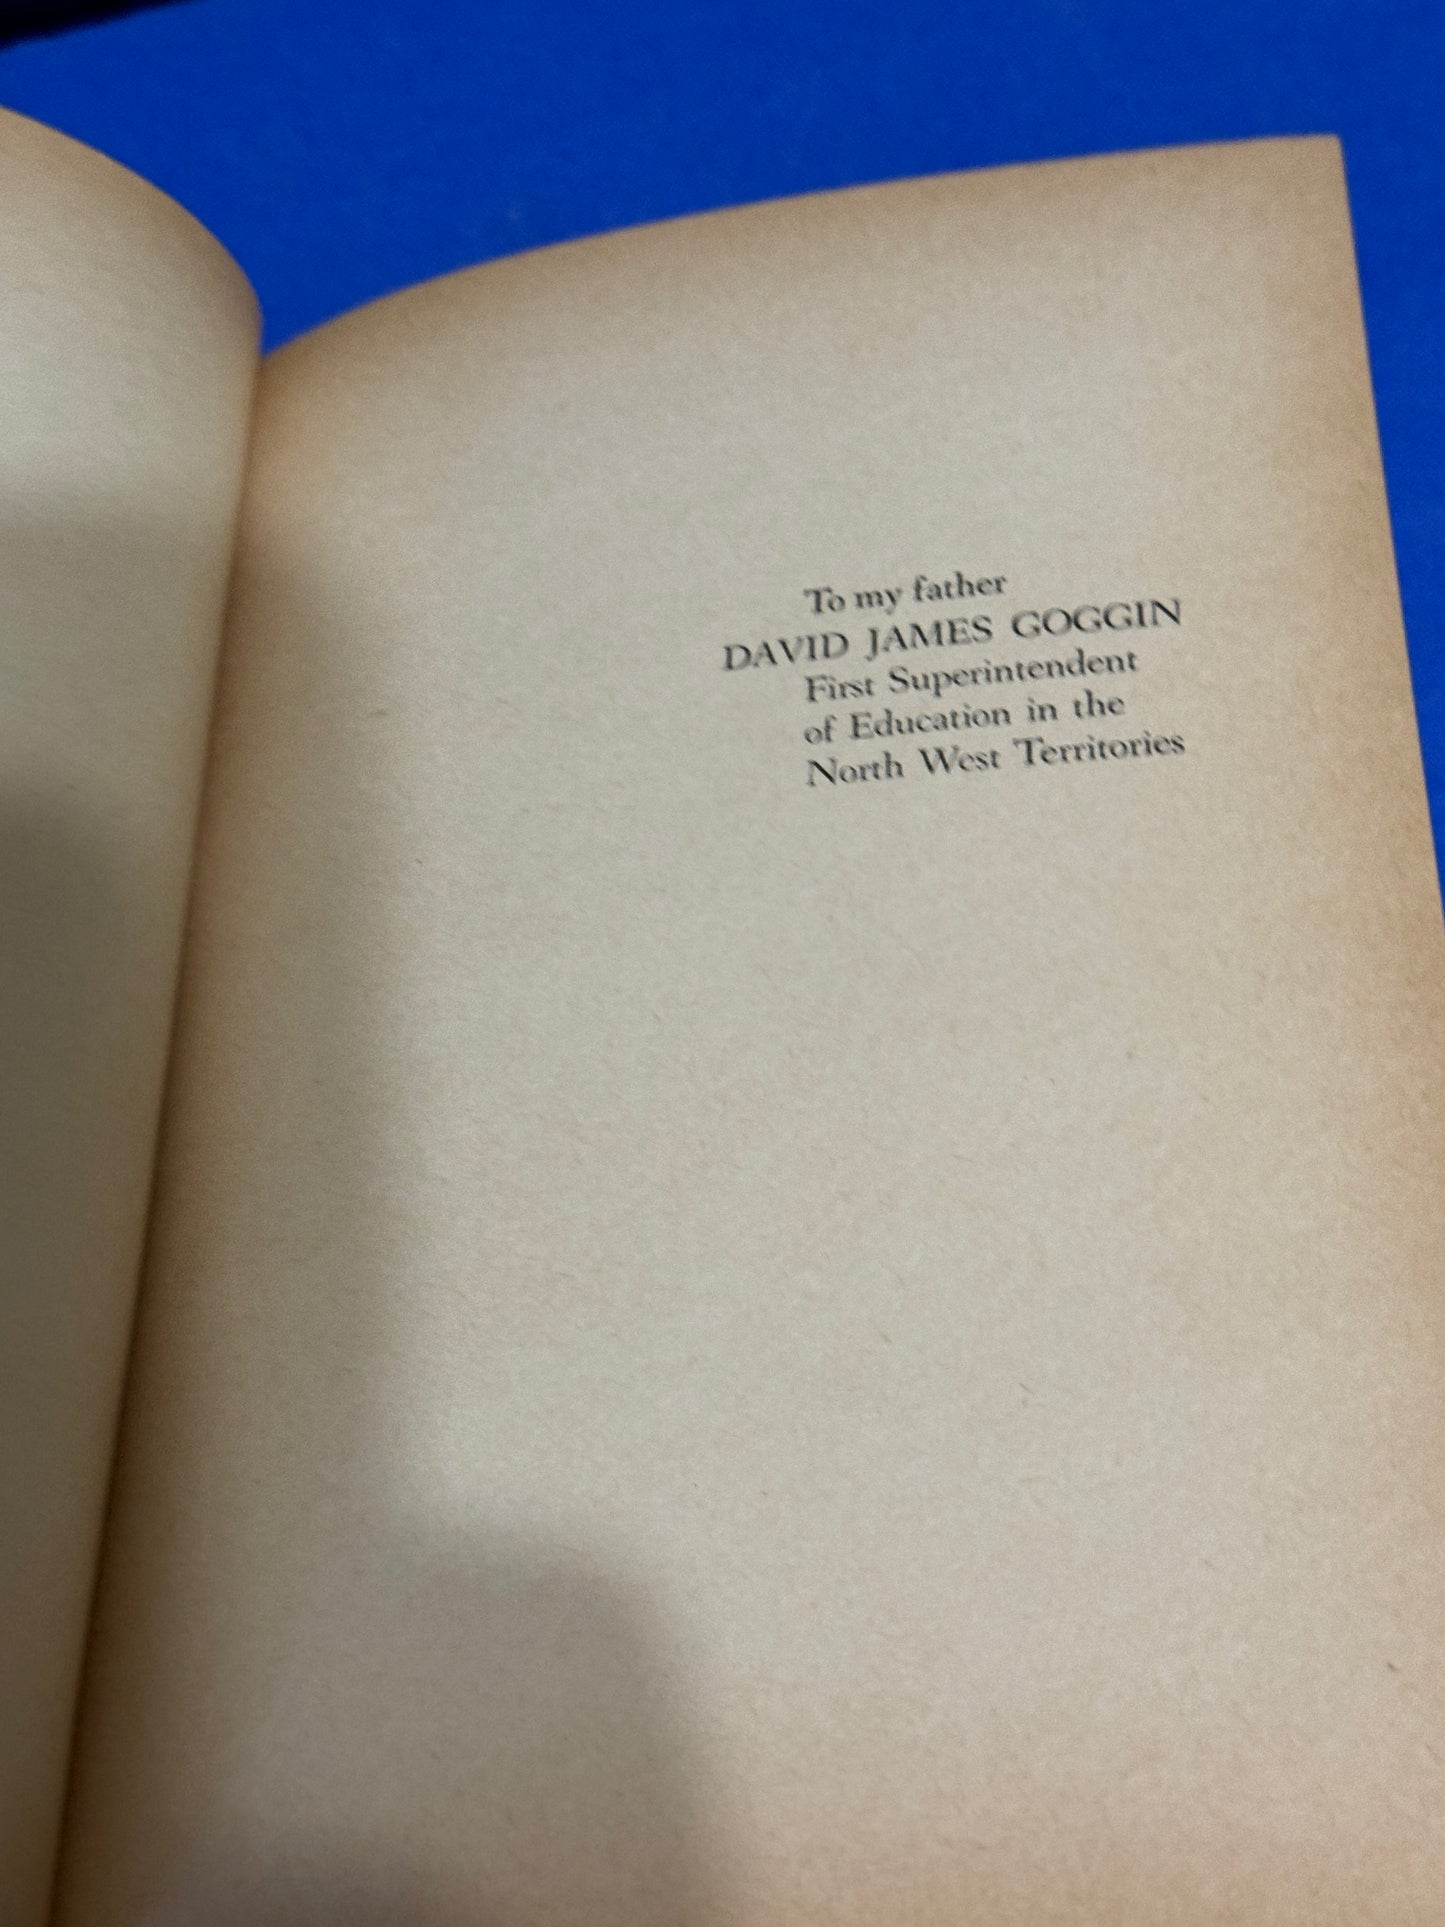 To my father
DAVID JAMES GOGGIN
First Superintendent
of Education in the
North West Territories